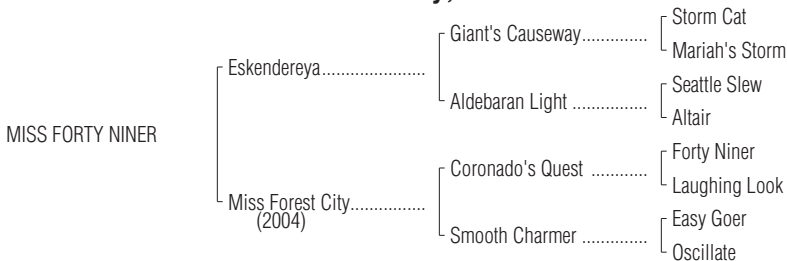 Storm Cat
Giant's Causeway..............
Mariah's Storm
Eskendereya......................
Seattle Slew
Aldebaran Light ................
Altair
MISS FORTY NINER
Forty Niner
Coronado's Quest ............
Laughing Look
Miss Forest City................
(2004)
Easy Goer
Smooth Charmer ..............
Oscillate